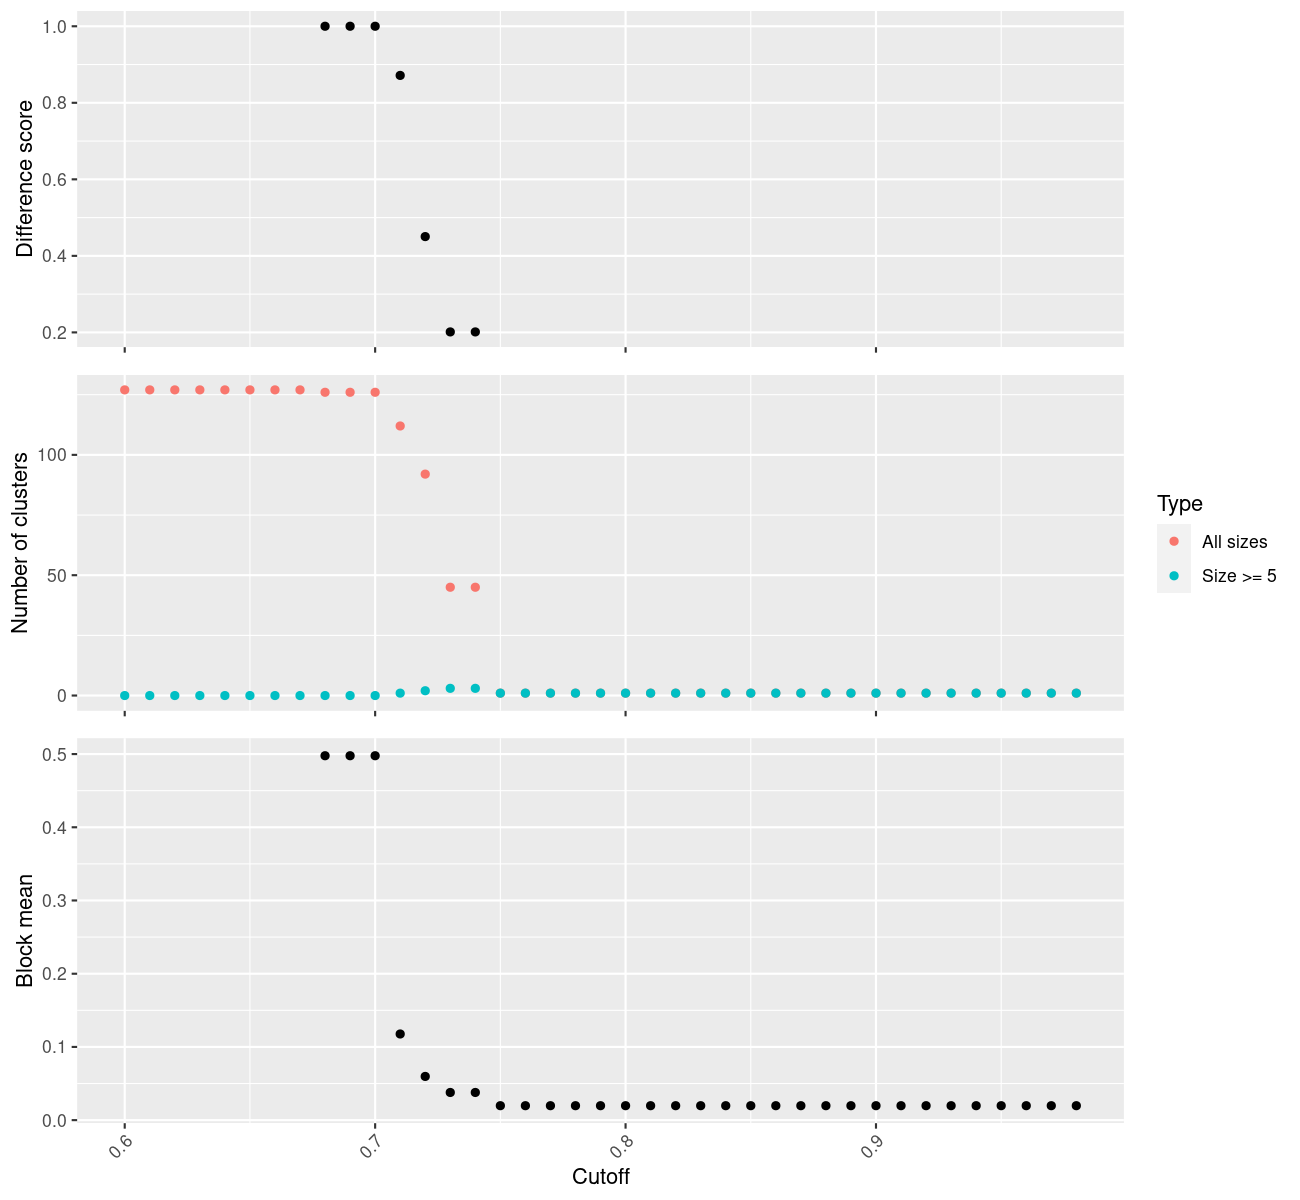 1.0
0.8
0.6
0.4
0.2
Difference score
100
50
0
Number of clusters
Type
All sizes
Size >= 5
0.5
0.4
0.3
0.2
0.1
0.0
Block mean
0.6 0.7 0.8 0.9
Cutoff